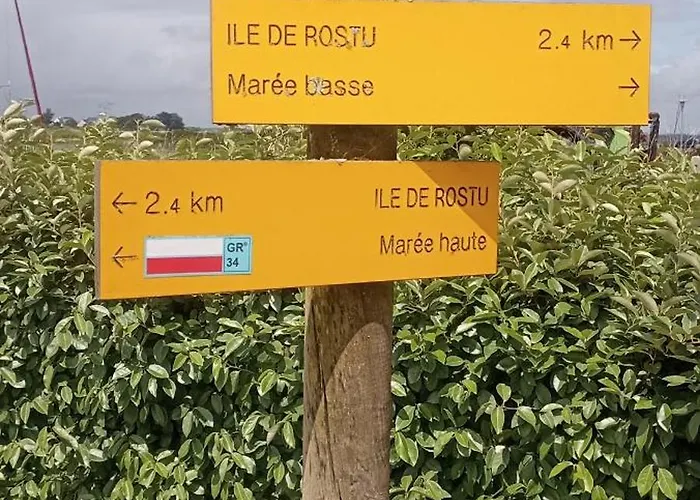 ILE DE ROSTU 2.4 km →
Marée basse →
← 2.4 km ILE DE ROSTU
← GR® 34 Marée haute